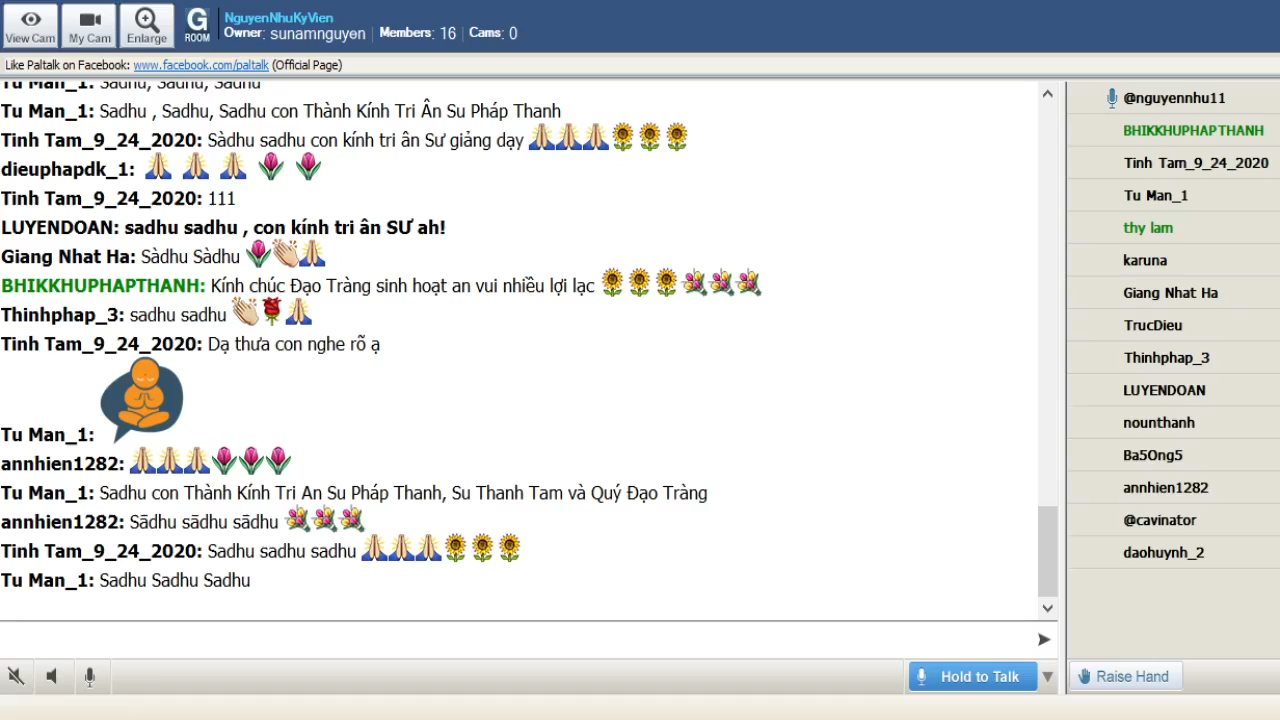 View Cam
My Cam
Enlarge
G
ROOM
NguyenNhuKyVien
Owner: sunamnguyen | Members: 16 | Cams: 0
Like Paltalk on Facebook: www.facebook.com/paltalk (Official Page)
Tu Man_1: Sadhu, Sadhu, Sadhu
Tu Man_1: Sadhu , Sadhu, Sadhu con Thành Kính Tri Ân Su Pháp Thanh
Tinh Tam_9_24_2020: Sàdhu sadhu con kính tri ân Sư giảng dạy 🙏🙏🙏🌻🌻🌻
dieuphapdk_1: 🙏 🙏 🙏 🌷 🌷
Tinh Tam_9_24_2020: 111
LUYENDOAN: sadhu sadhu , con kính tri ân SƯ ah!
Giang Nhat Ha: Sàdhu Sàdhu 🌷👏🙏
BHIKKHUPHAPTHANH: Kính chúc Đạo Tràng sinh hoạt an vui nhiều lợi lạc 🌻🌻🌻💐💐💐
Thinhphap_3: sadhu sadhu 👏🌹🙏
Tinh Tam_9_24_2020: Dạ thưa con nghe rõ ạ
Tu Man_1:
annhien1282: 🙏🙏🙏🌷🌷🌷
Tu Man_1: Sadhu con Thành Kính Tri An Su Pháp Thanh, Su Thanh Tam và Quý Đạo Tràng
annhien1282: Sādhu sādhu sādhu 💐💐💐
Tinh Tam_9_24_2020: Sadhu sadhu sadhu 🙏🙏🙏🌻🌻🌻
Tu Man_1: Sadhu Sadhu Sadhu
Hold to Talk
@nguyennhu11
BHIKKHUPHAPTHANH
Tinh Tam_9_24_2020
Tu Man_1
thy lam
karuna
Giang Nhat Ha
TrucDieu
Thinhphap_3
LUYENDOAN
nounthanh
Ba5Ong5
annhien1282
@cavinator
daohuynh_2
Raise Hand